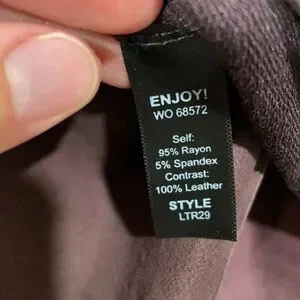 ENJOY!
WO 68572
Self:
95% Rayon
5% Spandex
Contrast:
100% Leather
STYLE
LTR29